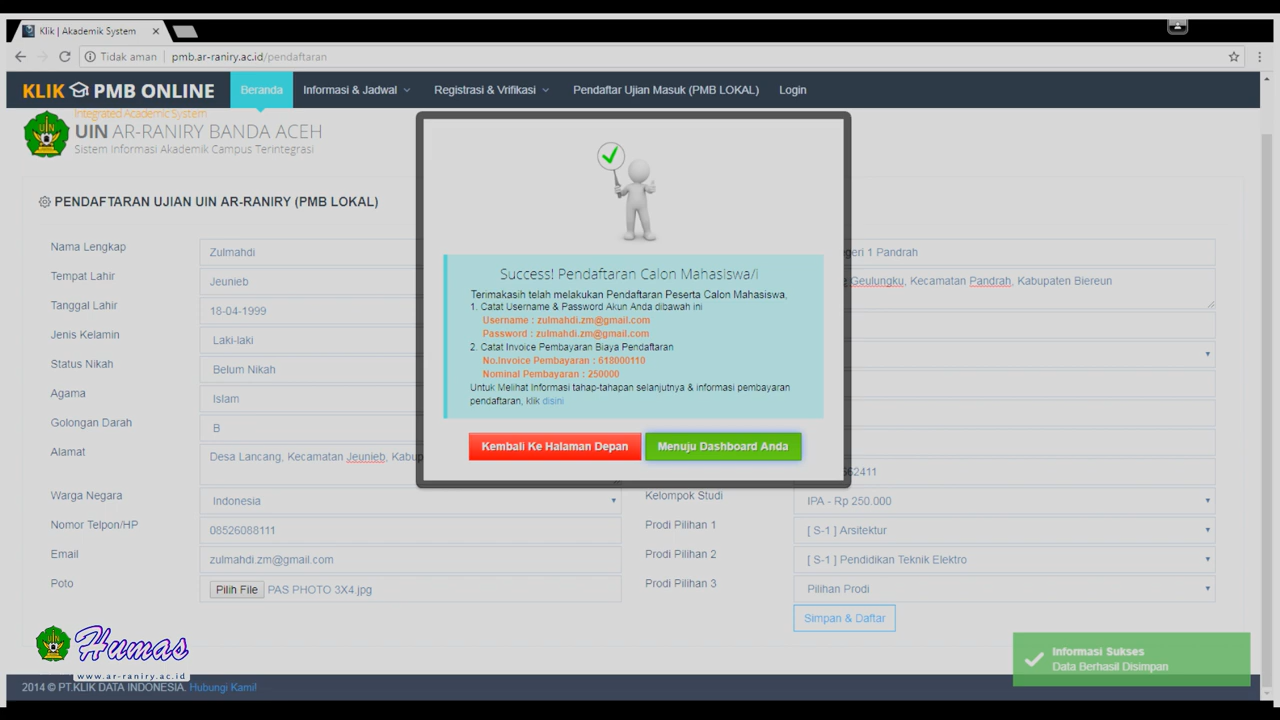 Klik | Akademik System
Tidak aman | pmb.ar-raniry.ac.id/pendaftaran
KLIK PMB ONLINE
Beranda
Informasi & Jadwal
Registrasi & Vrifikasi
Pendaftar Ujian Masuk (PMB LOKAL)
Login
Integrated Academic System
UIN AR-RANIRY BANDA ACEH
Sistem Informasi Akademik Campus Terintegrasi
PENDAFTARAN UJIAN UIN AR-RANIRY (PMB LOKAL)
Nama Lengkap Zulmahdi
Tempat Lahir Jeunieb
Tanggal Lahir 18-04-1999
Jenis Kelamin Laki-laki
Status Nikah Belum Nikah
Agama Islam
Golongan Darah B
Alamat Desa Lancang, Kecamatan Jeunieb,
Warga Negara Indonesia
Nomor Telpon/HP 08526088111
Email zulmahdi.zm@gmail.com
Poto Pilih File PAS PHOTO 3X4.jpg
Success! Pendaftaran Calon Mahasiswa/i
Termakasih telah melakukan Pendaftaran Peserta Calon Mahasiswa,
1. Catat Username & Password Akun Anda dibawah ini
Username : zulmahdi.zm@gmail.com
Password : zulmahdi.zm@gmail.com
2. Catat Invoice Pembayaran Biaya Pendaftaran
No.Invoice Pembayaran : 618000110
Nominal Pembayaran : 250000
Untuk Melihat Informasi tahap-tahapan selanjutnya & informasi pembayaran
pendaftaran, klik disini
Kembali Ke Halaman Depan
Menuju Dashboard Anda
1 Pandrah
Geulungku, Kecamatan Pandrah, Kabupaten Biereun
62411
Kelompok Studi IPA - Rp 250.000
Prodi Pilihan 1 [ S-1 ] Arsitektur
Prodi Pilihan 2 [ S-1 ] Pendidikan Teknik Elektro
Prodi Pilihan 3 Pilihan Prodi
Simpan & Daftar
Informasi Sukses
Data Berhasil Disimpan
Humas
www.ar-raniry.ac.id
2014 © PT.KLIK DATA INDONESIA. Hubungi Kami!